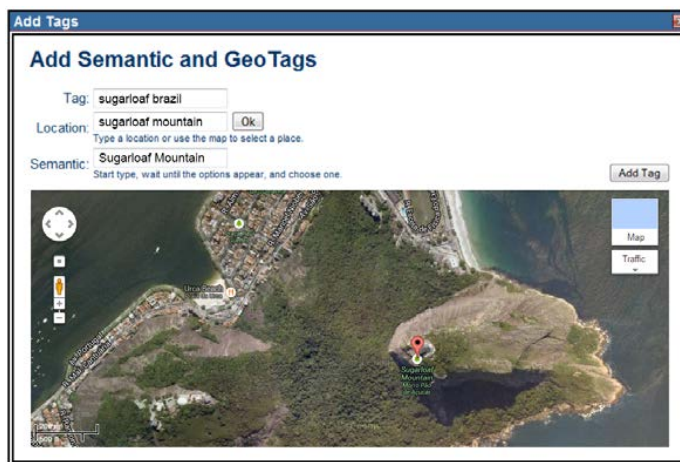 Add Tags
Add Semantic and GeoTags
Tag: sugarloaf brazil
Location: sugarloaf mountain Ok
Type a location or use the map to select a place.
Semantic: Sugarloaf Mountain
Start type, wait until the options appear, and choose one.
Add Tag
Map
Traffic
Urca Beach
Sugarloaf
Mountain